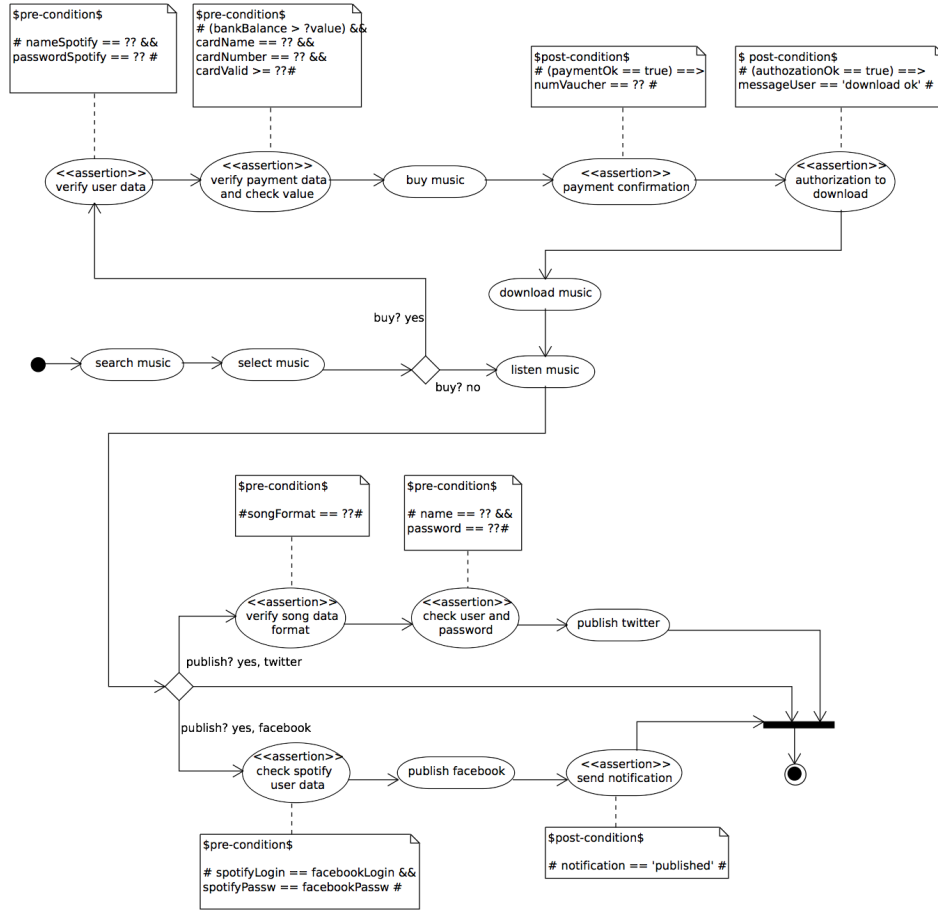 $pre-condition$
# nameSpotify == ?? &&
passwordSpotify == ?? #
$pre-condition$
# (bankBalance > ?value) &&
cardName == ?? &&
cardNumber == ?? &&
cardValid >= ??#
$post-condition$
# (paymentOk == true) ==>
numVaucher == ?? #
$ post-condition$
# (authozationOk == true) ==>
messageUser == 'download ok' #
<<assertion>>
verify user data
<<assertion>>
verify payment data
and check value
buy music
<<assertion>>
payment confirmation
<<assertion>>
authorization to
download
download music
buy? yes
search music
select music
listen music
buy? no
$pre-condition$
#songFormat == ??#
$pre-condition$
# name == ?? &&
password == ??#
<<assertion>>
verify song data
format
<<assertion>>
check user and
password
publish twitter
publish? yes, twitter
publish? yes, facebook
<<assertion>>
check spotify
user data
publish facebook
<<assertion>>
send notification
$pre-condition$
# spotifyLogin == facebookLogin &&
spotifyPassw == facebookPassw #
$post-condition$
# notification == 'published' #